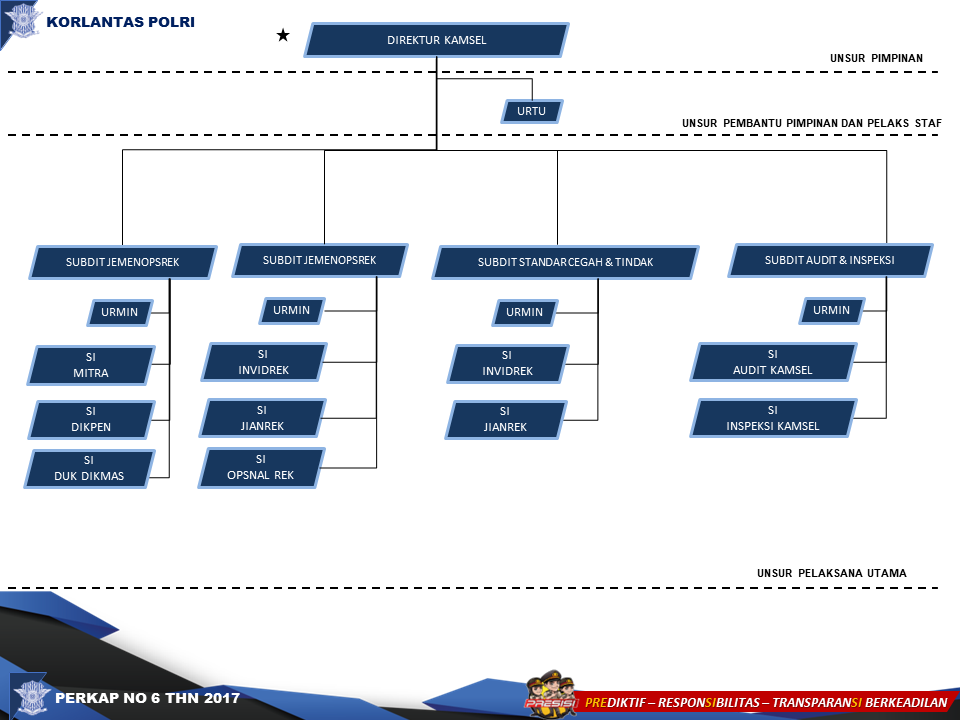 KORLANTAS POLRI
DIREKTUR KAMSEL
UNSUR PIMPINAN
URTU
UNSUR PEMBANTU PIMPINAN DAN PELAKS STAF
SUBDIT JEMENOPSREK
SUBDIT JEMENOPSREK
SUBDIT STANDAR CEGAH & TINDAK
SUBDIT AUDIT & INSPEKSI
URMIN
URMIN
URMIN
URMIN
SI
MITRA
SI
INVIDREK
SI
INVIDREK
SI
AUDIT KAMSEL
SI
DIKPEN
SI
JIANREK
SI
JIANREK
SI
INSPEKSI KAMSEL
SI
DUK DIKMAS
SI
OPSNAL REK
UNSUR PELAKSANA UTAMA
PERKAP NO 6 THN 2017
PRESISI
PREDIKTIF – RESPONSIBILITAS – TRANSPARANSI BERKEADILAN